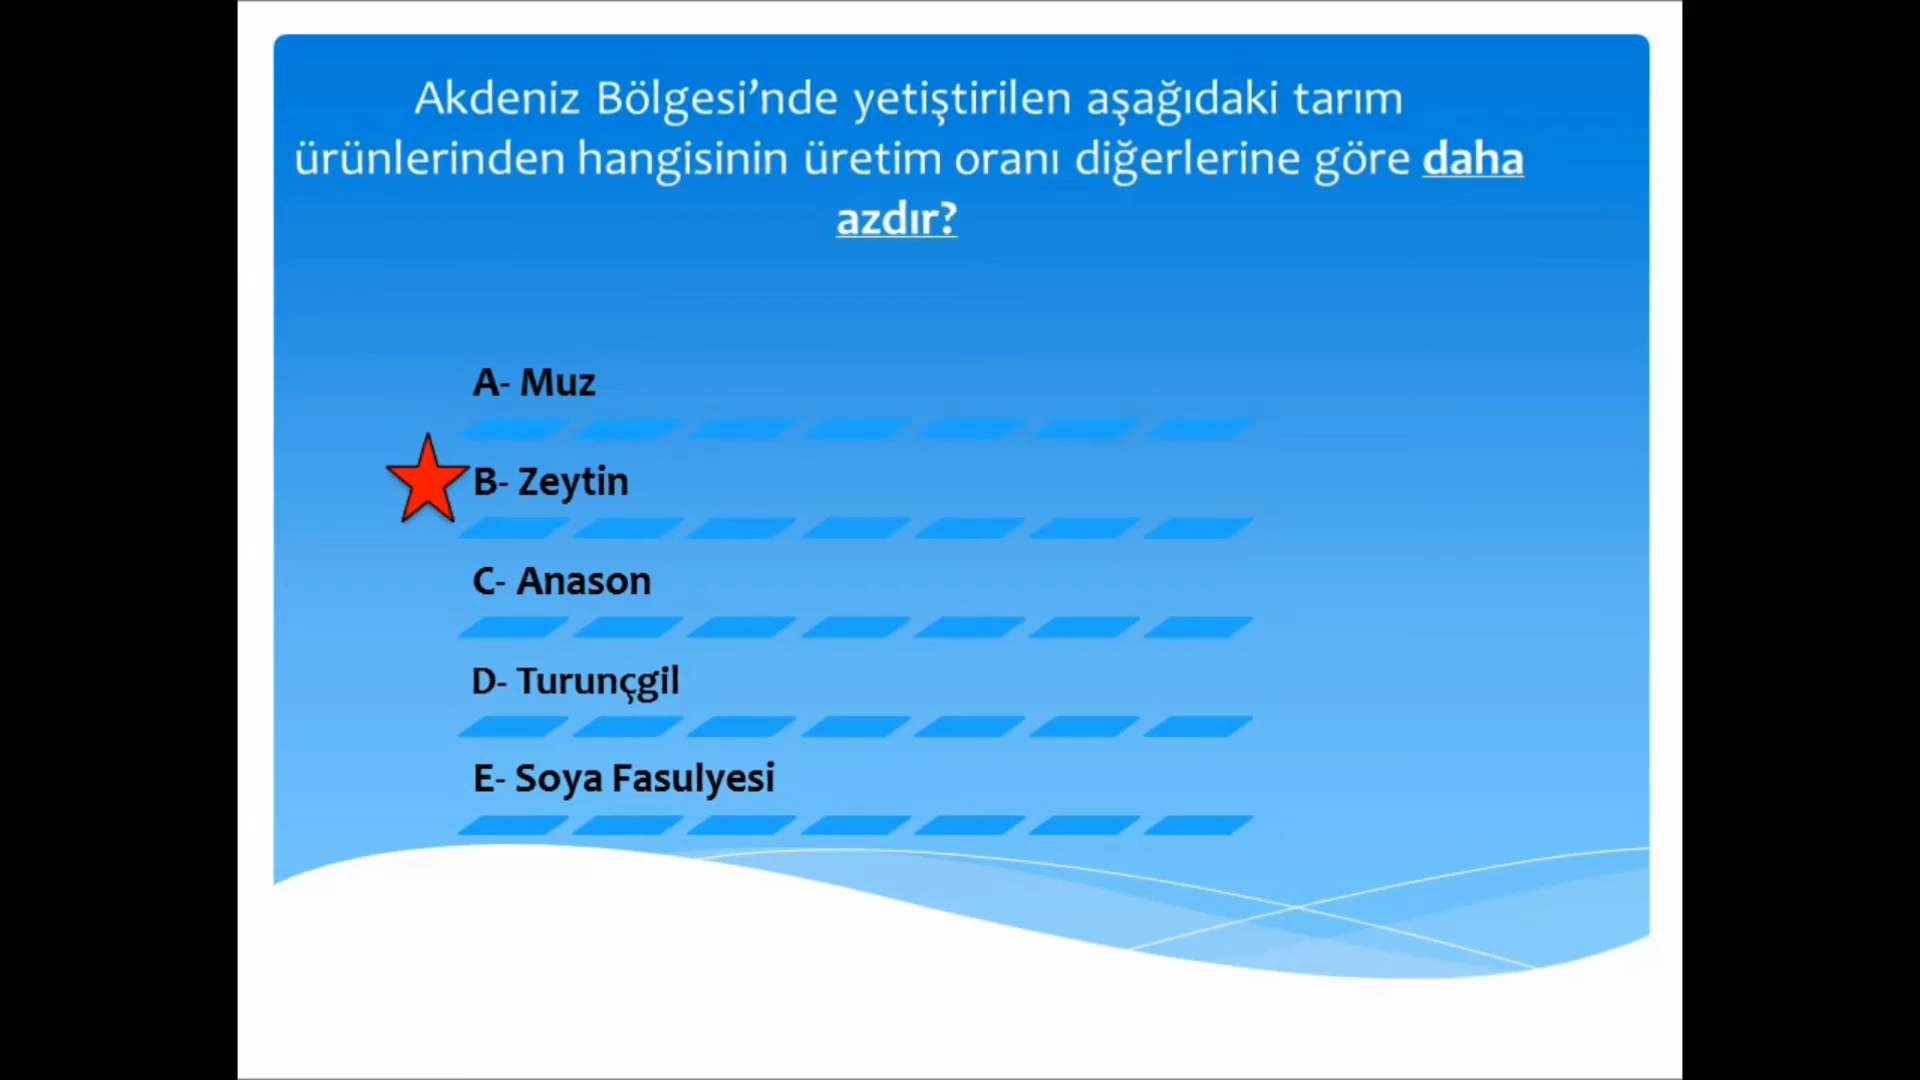 Akdeniz Bölgesi’nde yetiştirilen aşağıdaki tarım
ürünlerinden hangisinin üretim oranı diğerlerine göre daha
azdır?
A- Muz
B- Zeytin
C- Anason
D- Turunçgil
E- Soya Fasulyesi